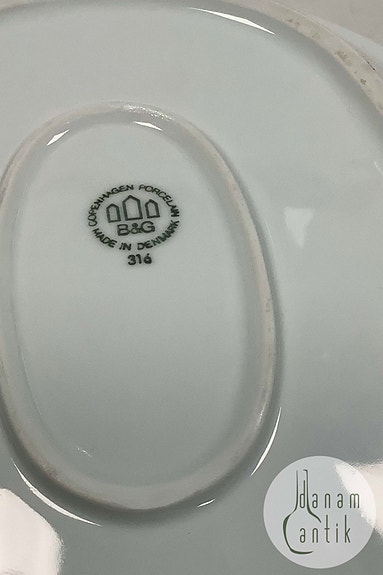 COPENHAGEN PORCELAIN
B&G
MADE IN DENMARK
316
danam
antik